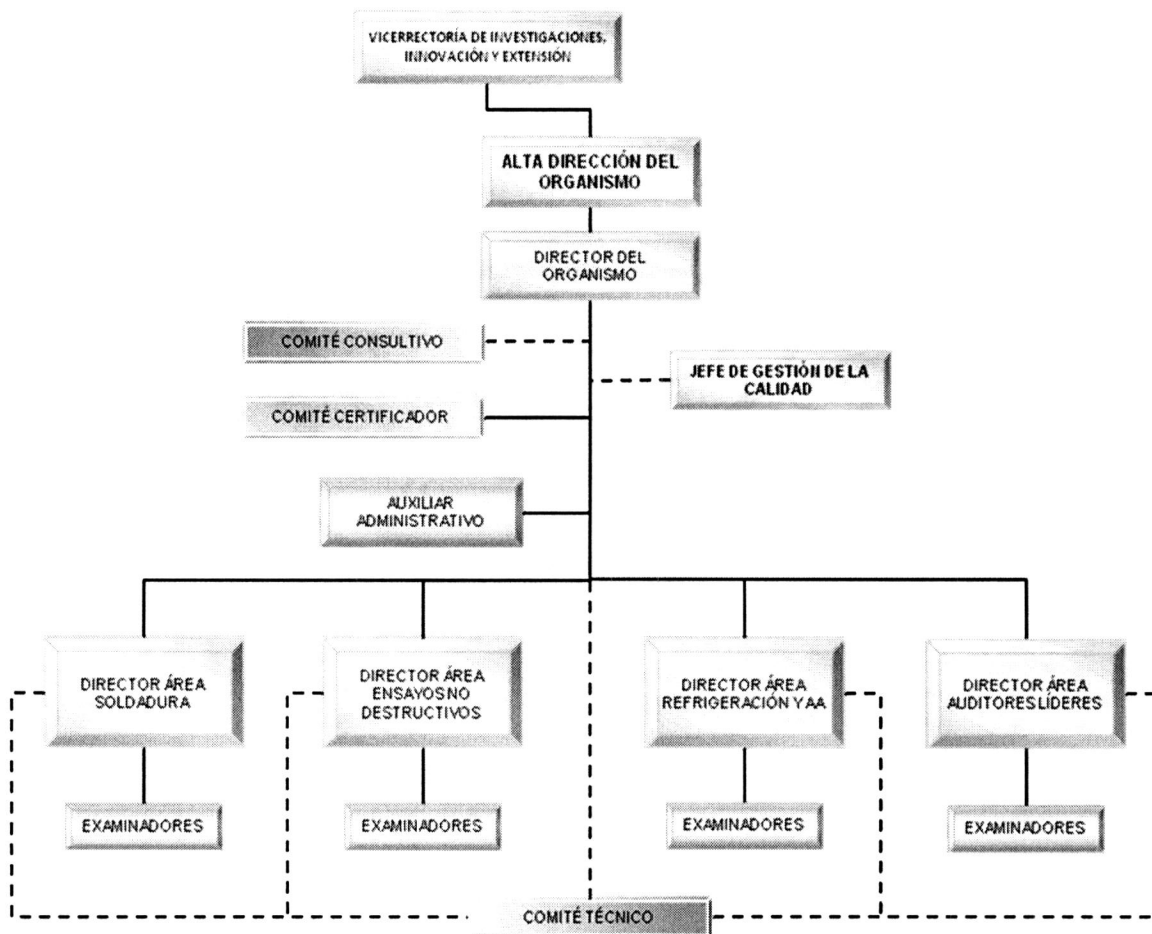 VICERRECTORÍA DE INVESTIGACIONES,
INNOVACIÓN Y EXTENSIÓN
ALTA DIRECCIÓN DEL
ORGANISMO
DIRECTOR DEL
ORGANISMO
COMITÉ CONSULTIVO
JEFE DE GESTIÓN DE LA
CALIDAD
COMITÉ CERTIFICADOR
AUXILIAR
ADMINISTRATIVO
DIRECTOR ÁREA
SOLDADURA
DIRECTOR ÁREA
ENSAYOS NO
DESTRUCTIVOS
DIRECTOR ÁREA
REFRIGERACIÓN Y AA
DIRECTOR ÁREA
AUDITORES LÍDERES
EXAMINADORES
EXAMINADORES
EXAMINADORES
EXAMINADORES
COMITÉ TÉCNICO